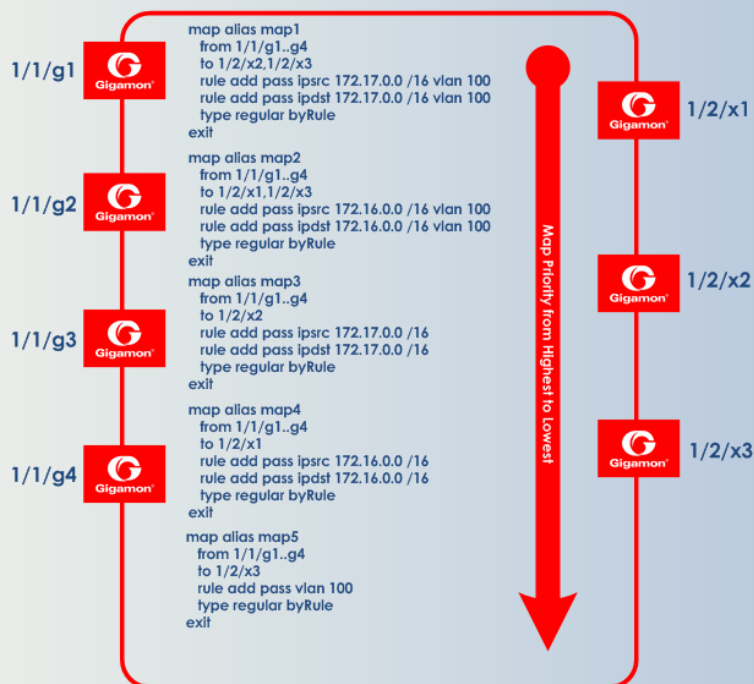 1/1/g1
Gigamon®
1/1/g2
Gigamon®
1/1/g3
Gigamon®
1/1/g4
Gigamon®
map alias map1
from 1/1/g1..g4
to 1/2/x2,1/2/x3
rule add pass ipsrc 172.17.0.0 /16 vlan 100
rule add pass ipdst 172.17.0.0 /16 vlan 100
type regular byRule
exit
map alias map2
from 1/1/g1..g4
to 1/2/x1,1/2/x3
rule add pass ipsrc 172.16.0.0 /16 vlan 100
rule add pass ipdst 172.16.0.0 /16 vlan 100
type regular byRule
exit
map alias map3
from 1/1/g1..g4
to 1/2/x2
rule add pass ipsrc 172.17.0.0 /16
rule add pass ipdst 172.17.0.0 /16
type regular byRule
exit
map alias map4
from 1/1/g1..g4
to 1/2/x1
rule add pass ipsrc 172.16.0.0 /16
rule add pass ipdst 172.16.0.0 /16
type regular byRule
exit
map alias map5
from 1/1/g1..g4
to 1/2/x3
rule add pass vlan 100
type regular byRule
exit
Map Priority from Highest to Lowest
Gigamon®
1/2/x1
Gigamon®
1/2/x2
Gigamon®
1/2/x3